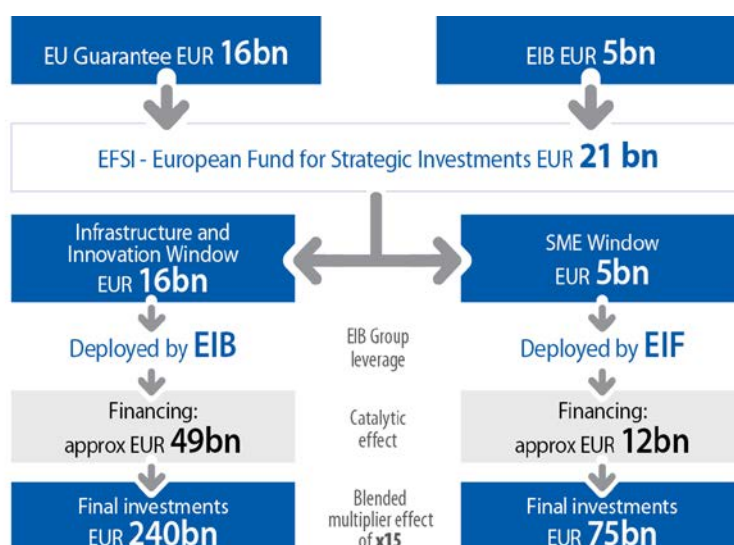 EU Guarantee EUR 16bn
EIB EUR 5bn
EFSI - European Fund for Strategic Investments EUR 21 bn
Infrastructure and
Innovation Window
EUR 16bn
SME Window
EUR 5bn
Deployed by EIB
EIB Group
leverage
Deployed by EIF
Financing:
approx EUR 49bn
Catalytic
effect
Financing:
approx EUR 12bn
Final investments
EUR 240bn
Blended
multiplier effect
of x15
Final investments
EUR 75bn